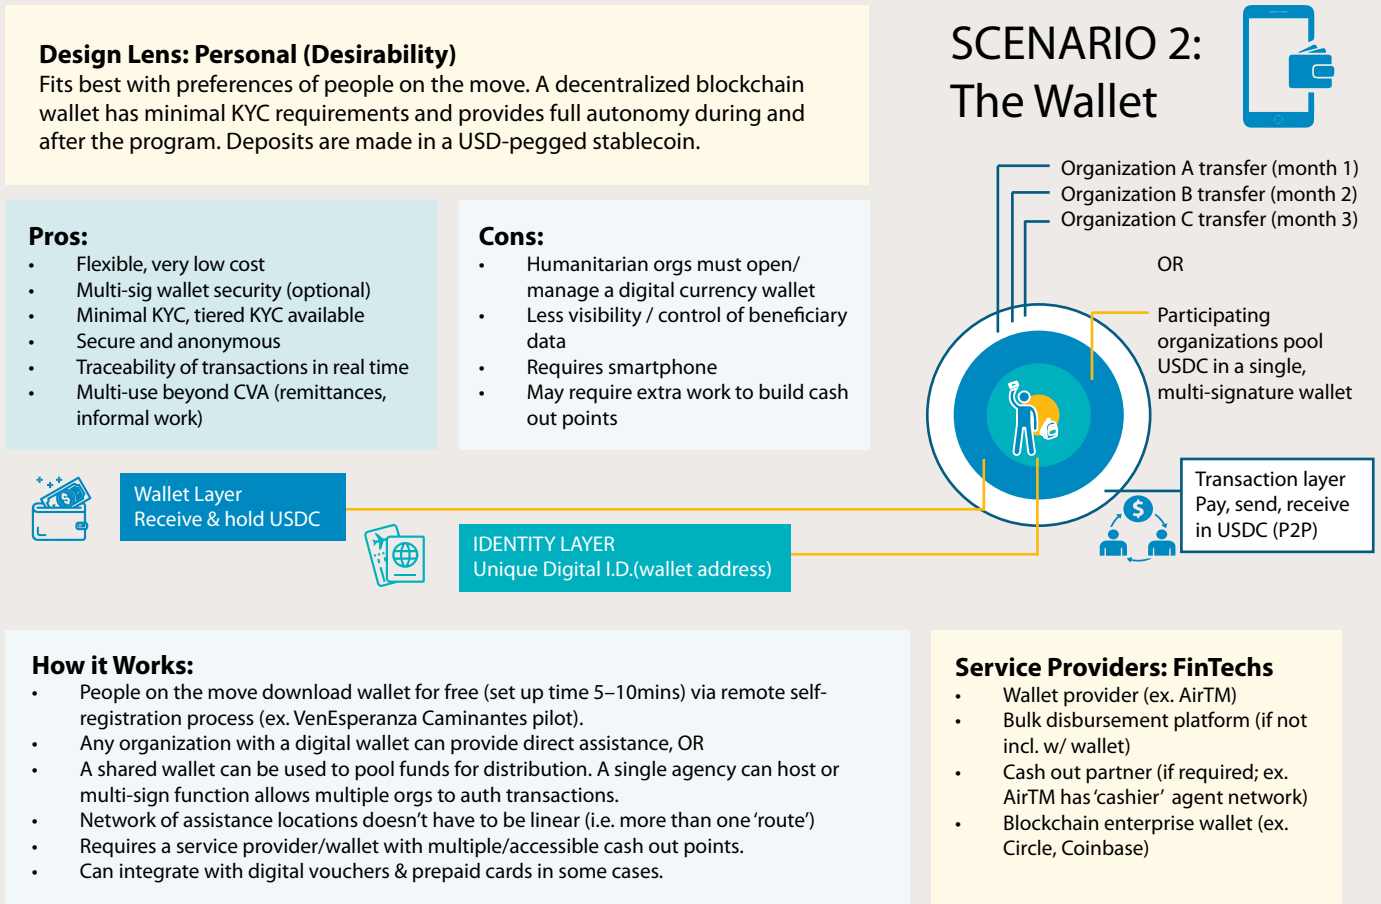 Design Lens: Personal (Desirability)
Fits best with preferences of people on the move. A decentralized blockchain
wallet has minimal KYC requirements and provides full autonomy during and
after the program. Deposits are made in a USD-pegged stablecoin.
SCENARIO 2:
The Wallet
Pros:
• Flexible, very low cost
• Multi-sig wallet security (optional)
• Minimal KYC, tiered KYC available
• Secure and anonymous
• Traceability of transactions in real time
• Multi-use beyond CVA (remittances,
informal work)
Cons:
• Humanitarian orgs must open/
manage a digital currency wallet
• Less visibility / control of beneficiary
data
• Requires smartphone
• May require extra work to build cash
out points
Organization A transfer (month 1)
Organization B transfer (month 2)
Organization C transfer (month 3)
OR
Participating
organizations pool
USDC in a single,
multi-signature wallet
Transaction layer
Pay, send, receive
in USDC (P2P)
$
$
Wallet Layer
Receive & hold USDC
IDENTITY LAYER
Unique Digital I.D.(wallet address)
How it Works:
• People on the move download wallet for free (set up time 5–10mins) via remote self-
registration process (ex. VenEsperanza Caminantes pilot).
• Any organization with a digital wallet can provide direct assistance, OR
• A shared wallet can be used to pool funds for distribution. A single agency can host or
multi-sign function allows multiple orgs to auth transactions.
• Network of assistance locations doesn’t have to be linear (i.e. more than one ‘route’)
• Requires a service provider/wallet with multiple/accessible cash out points.
• Can integrate with digital vouchers & prepaid cards in some cases.
Service Providers: FinTechs
• Wallet provider (ex. AirTM)
• Bulk disbursement platform (if not
incl. w/ wallet)
• Cash out partner (if required; ex.
AirTM has ‘cashier’ agent network)
• Blockchain enterprise wallet (ex.
Circle, Coinbase)